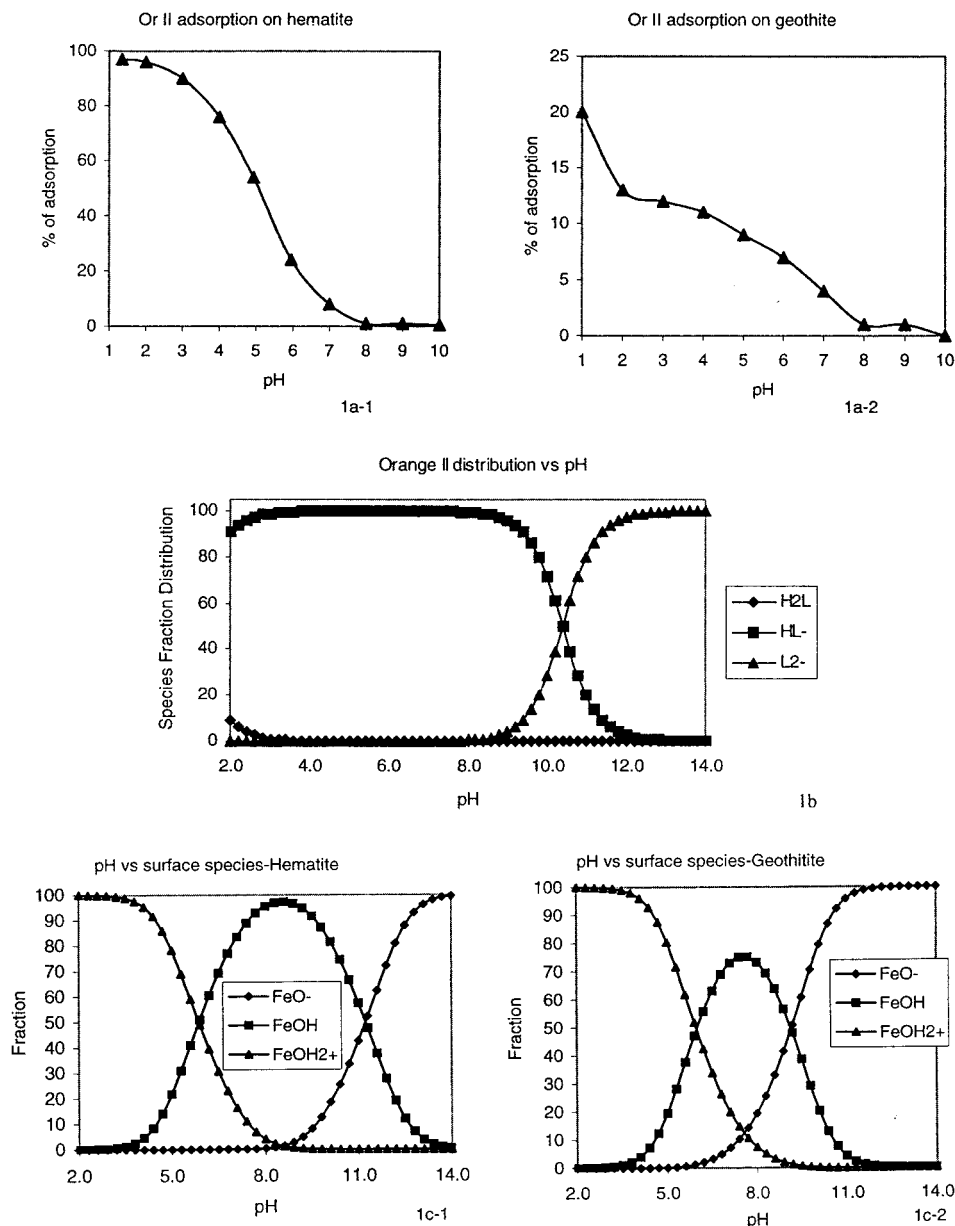 Or II adsorption on hematite
% of adsorption
100
80
60
40
20
0
1 2 3 4 5 6 7 8 9 10
pH
1a-1
Or II adsorption on geothite
% of adsorption
25
20
15
10
5
0
1 2 3 4 5 6 7 8 9 10
pH
1a-2
Orange II distribution vs pH
Species Fraction Distribution
100
80
60
40
20
0
2.0 4.0 6.0 8.0 10.0 12.0 14.0
pH
H2L
HL-
L2-
1b
pH vs surface species-Hematite
Fraction
100
90
80
70
60
50
40
30
20
10
0
2.0 5.0 8.0 11.0 14.0
pH
FeO-
FeOH
FeOH2+
1c-1
pH vs surface species-Geothitite
Fraction
100
90
80
70
60
50
40
30
20
10
0
2.0 5.0 8.0 11.0 14.0
pH
FeO-
FeOH
FeOH2+
1c-2